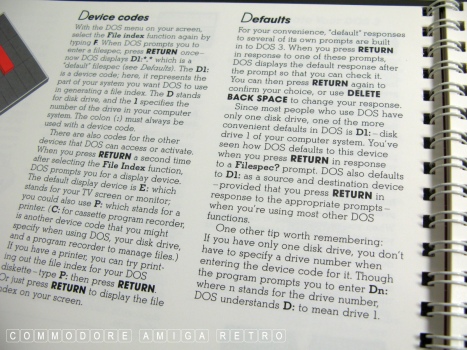 Device codes
With the DOS menu on your screen,
select the File index function again by
typing F. When DOS prompts you to
enter a filespec, press RETURN once—
now DOS displays D1:*.* which is a
"default" filespec (see Defaults). The D1:
is a device code; here, it represents the
part of your system you want DOS to use
in generating a file index. The D stands
for disk drive, and the 1 specifies the
number of the drive in your computer
system. The colon (:) must always be
used with a device code.
There are also codes for the other
devices that DOS can access or activate.
When you press RETURN a second time
after selecting the File Index function,
DOS prompts you for a display device.
The default display device is E: which
stands for your TV screen or monitor;
you could also use P: which stands for a
printer. (C: for cassette program recorder,
is another device code that you might
specify when using DOS, your disk drive,
and a program recorder to manage files.)
If you have a printer, you can try print-
ing out the file index for your DOS
diskette—type P: then press RETURN.
Or just press RETURN to display the file
index on your screen.
Defaults
For your convenience, "default" responses
to several of its own prompts are built
in to DOS 3. When you press RETURN
in response to one of these prompts,
DOS displays the default response after
the prompt so that you can check it.
You can then press RETURN again to
confirm your choice, or use DELETE
BACK SPACE to change your response.
Since most people who use DOS have
only one disk drive, one of the more
convenient defaults in DOS is D1:—disk
drive 1 of your computer system. You've
seen how DOS defaults to this device
when you press RETURN in response
to a Filespec? prompt. DOS also defaults
to D1: as a source and destination device
—provided that you press RETURN in
response to the appropriate prompts—
when you're using most other DOS
functions.
One other tip worth remembering:
If you have only one disk drive, you don't
have to specify a drive number when
entering the device code for it. Though
the program prompts you to enter Dn:
where n stands for the drive number,
DOS understands D: to mean drive 1.
COMMODORE AMIGA RETRO